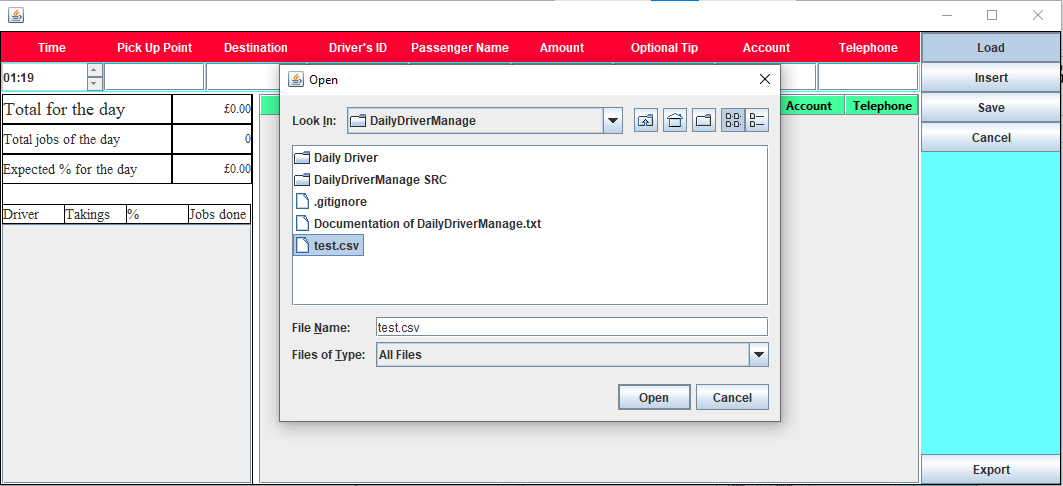 Time Pick Up Point Destination Driver's ID Passenger Name Amount Optional Tip Account Telephone Load
01:19 Insert
Open
Total for the day £0.00 Account Telephone Save
Look In: DailyDriverManage
Total jobs of the day 0 Cancel
Daily Driver
Expected % for the day £0.00
DailyDriverManage SRC
.gitignore
Driver Takings % Jobs done
Documentation of DailyDriverManage.txt
test.csv
File Name: test.csv
Files of Type: All Files
Open Cancel
Export